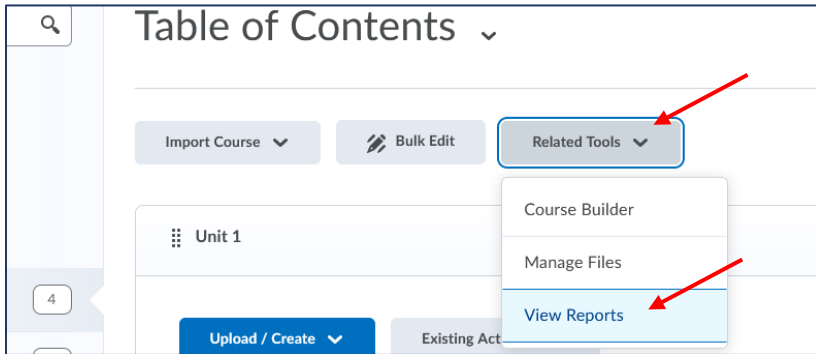 Table of Contents
Import Course
Bulk Edit
Related Tools
Course Builder
Unit 1
Manage Files
4
View Reports
Upload / Create
Existing Act